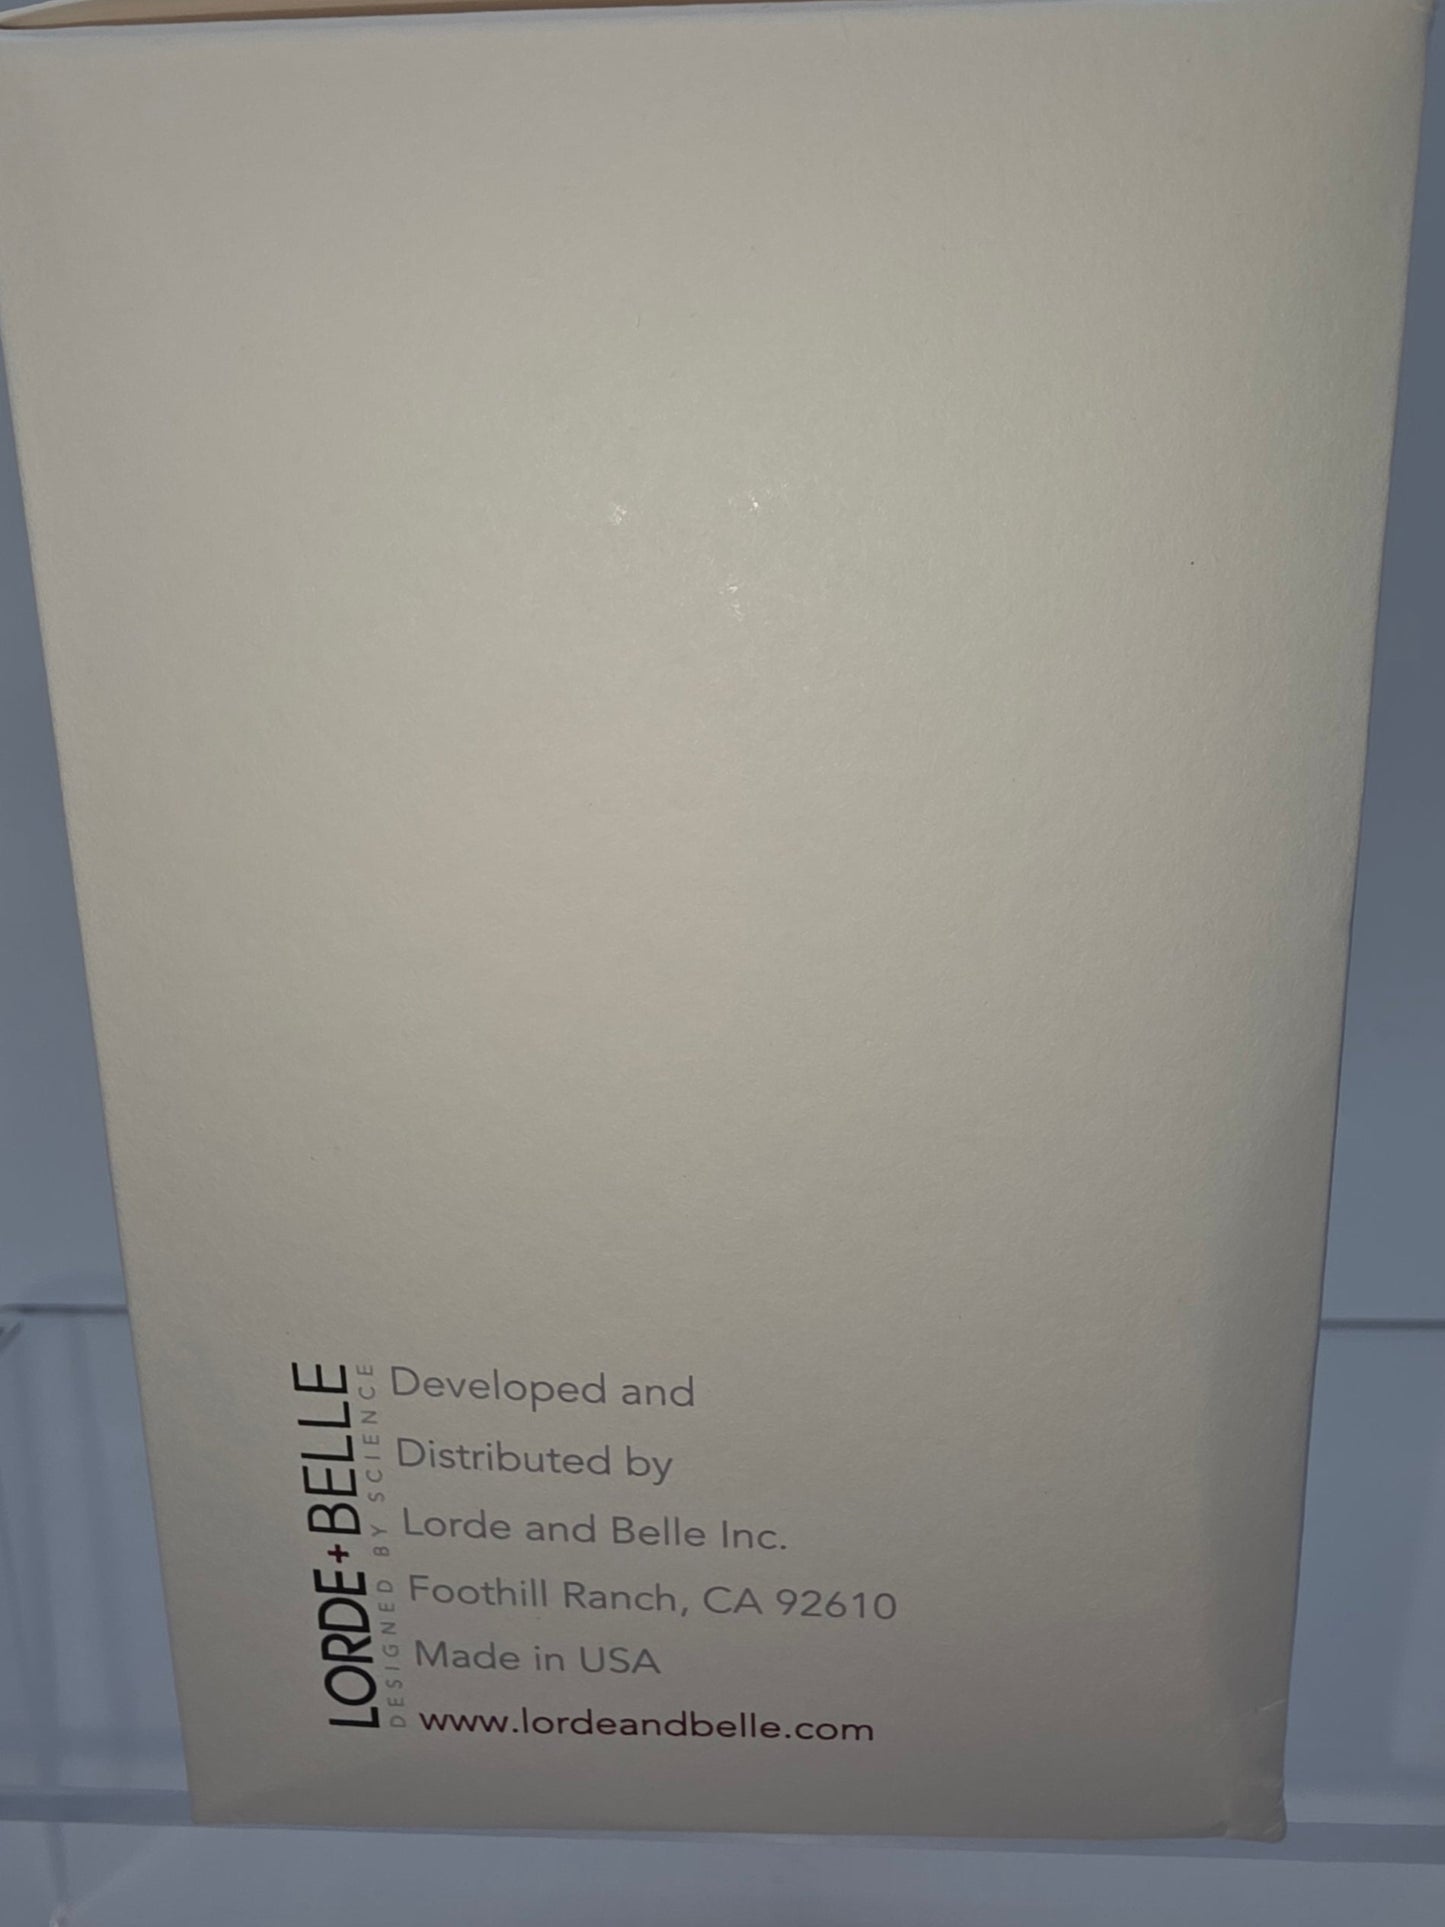 LORDE+BELLE
DESIGNED BY SCIENCE
Developed and
Distributed by
Lorde and Belle Inc.
Foothill Ranch, CA 92610
Made in USA
www.lordeandbelle.com